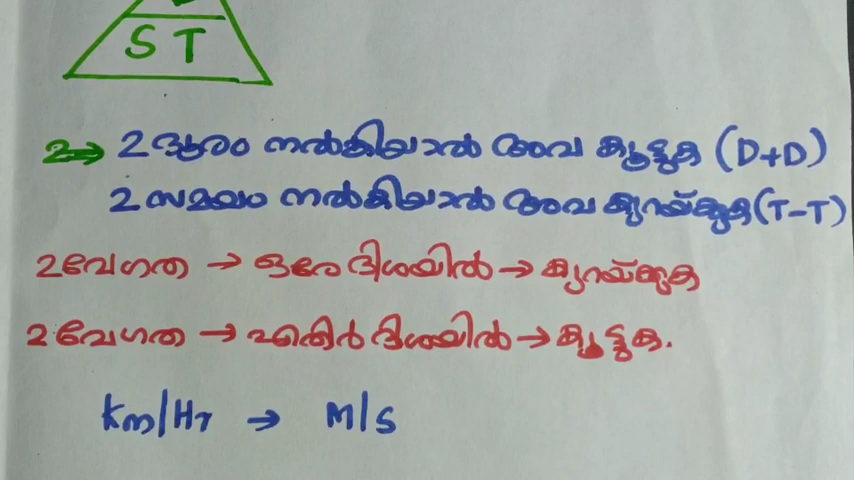 S T
2→ 2 ദൂരം നൽകിയാൽ അവ കൂട്ടുക (D+D)
2 സമയം നൽകിയാൽ അവ കുറയ്ക്കുക (T-T)
2 വേഗത → ഒരേ ദിശയിൽ → കുറയ്ക്കുക
2 വേഗത → എതിർ ദിശയിൽ → കൂട്ടുക.
Km/Hr → M/S